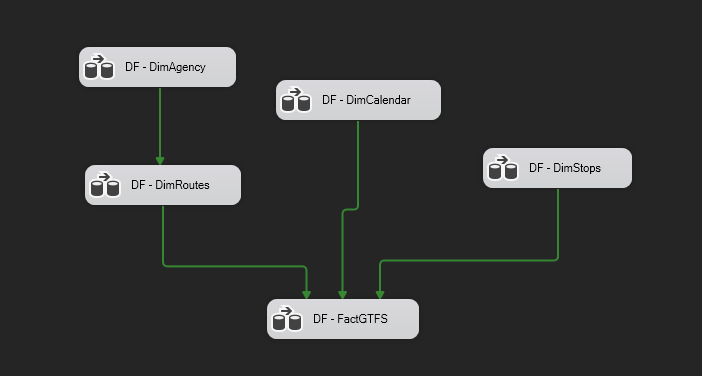 DF - DimAgency
DF - DimCalendar
DF - DimStops
DF - DimRoutes
DF - FactGTFS